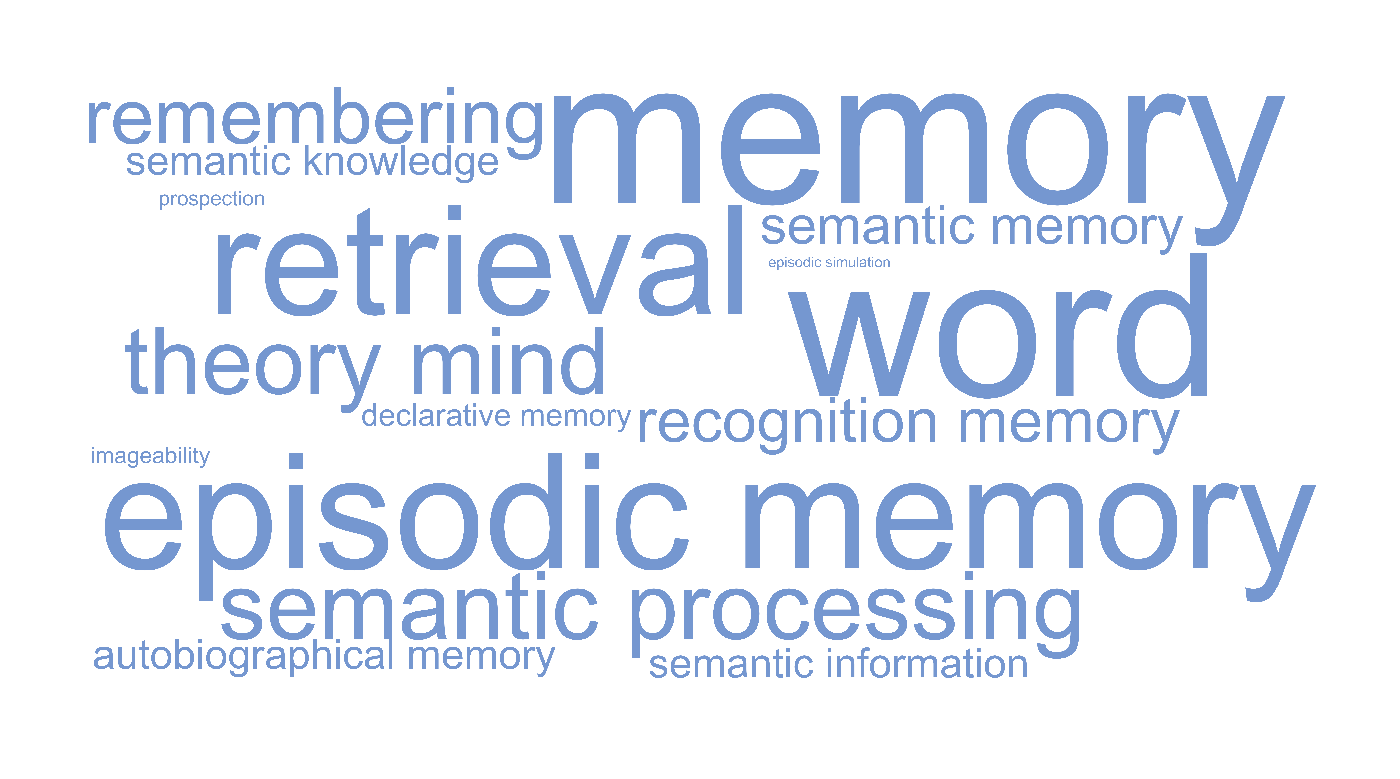 remembering memory
semantic knowledge
prospection
retrieval semantic memory
episodic simulation
word
theory mind
declarative memory recognition memory
imageability
episodic memory
semantic processing
autobiographical memory semantic information